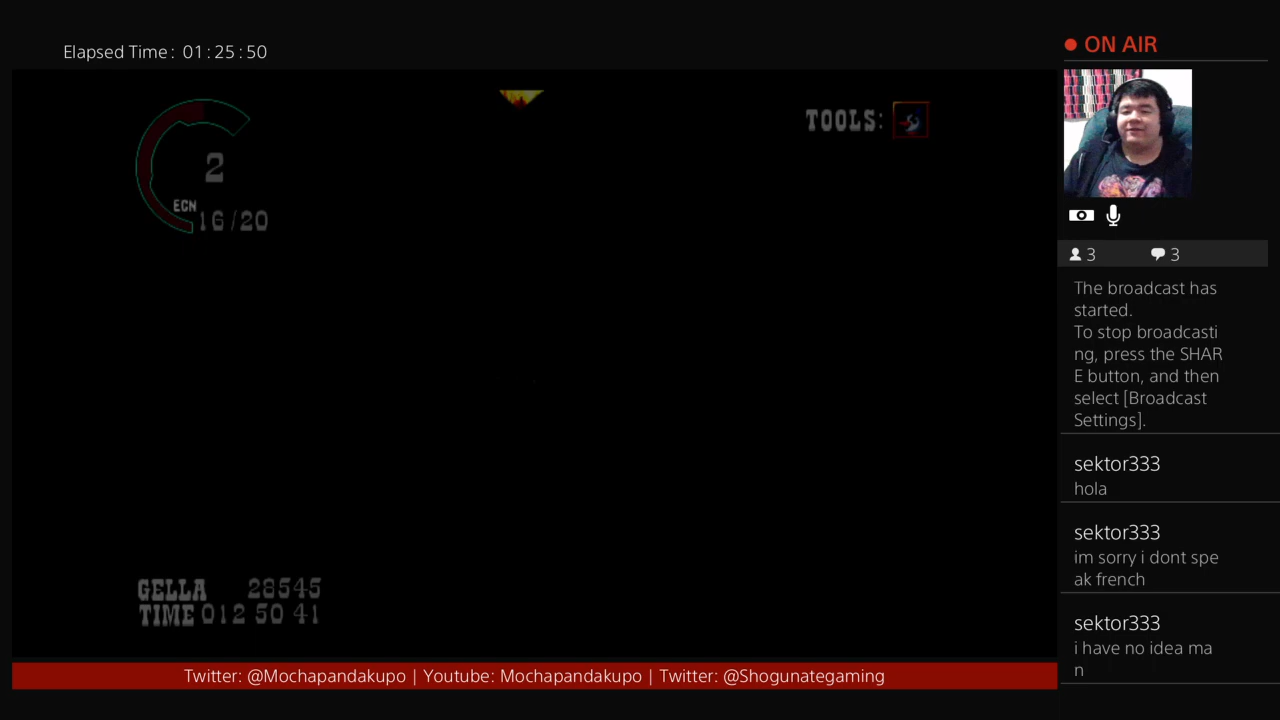 Elapsed Time: 01:25:50
ON AIR
TOOLS:
2
ECN
16/20
3 3
The broadcast has
started.
To stop broadcasti
ng, press the SHAR
E button, and then
select [Broadcast
Settings].
sektor333
hola
sektor333
im sorry i dont spe
ak french
sektor333
i have no idea ma
n
GELLA 28545
TIME 012 50 41
Twitter: @Mochapandakupo | Youtube: Mochapandakupo | Twitter: @Shogunategaming